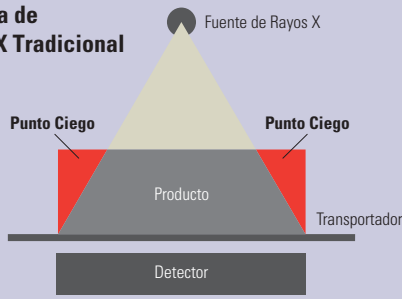 a de
X Tradicional
Fuente de Rayos X
Punto Ciego
Punto Ciego
Producto
Transportador
Detector